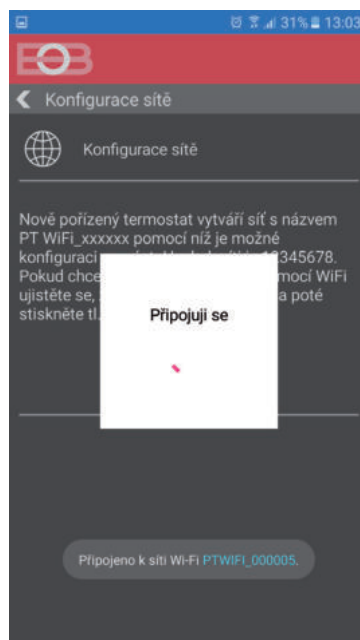 31% 13:03
EOB
Konfigurace sítě
Konfigurace sítě
Nově pořízený termostat vytváří síť s názvem
PT WiFi_xxxxxx pomocí níž je možné
konfiguraci 12345678.
Pokud chce WiFi
ujistěte se, a poté
stiskněte tl.
Připojuji se
Připojeno k síti Wi-Fi PTWIFI_000005.